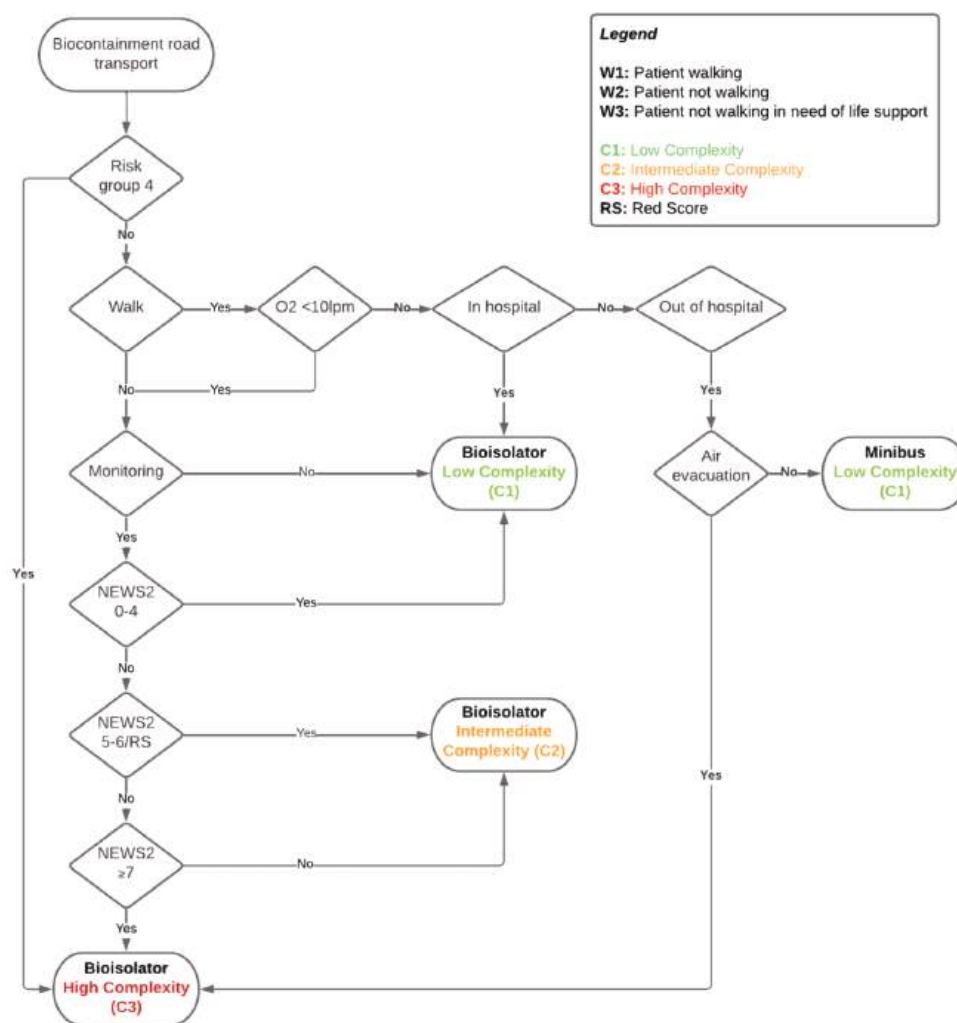 Biocontainment road
transport
Legend
W1: Patient walking
W2: Patient not walking
W3: Patient not walking in need of life support
C1: Low Complexity
C2: Intermediate Complexity
C3: High Complexity
RS: Red Score
Risk
group 4
No
Walk
Yes
O2 <10lpm
No
In hospital
No
Out of hospital
No
Yes
Yes
Yes
Monitoring
No
Bioisolator
Low Complexity
(C1)
Air
evacuation
No
Minibus
Low Complexity
(C1)
Yes
Yes
NEWS2
0-4
Yes
No
NEWS2
5-6/RS
Yes
Bioisolator
Intermediate
Complexity (C2)
No
Yes
NEWS2
≥7
No
Yes
Bioisolator
High Complexity
(C3)